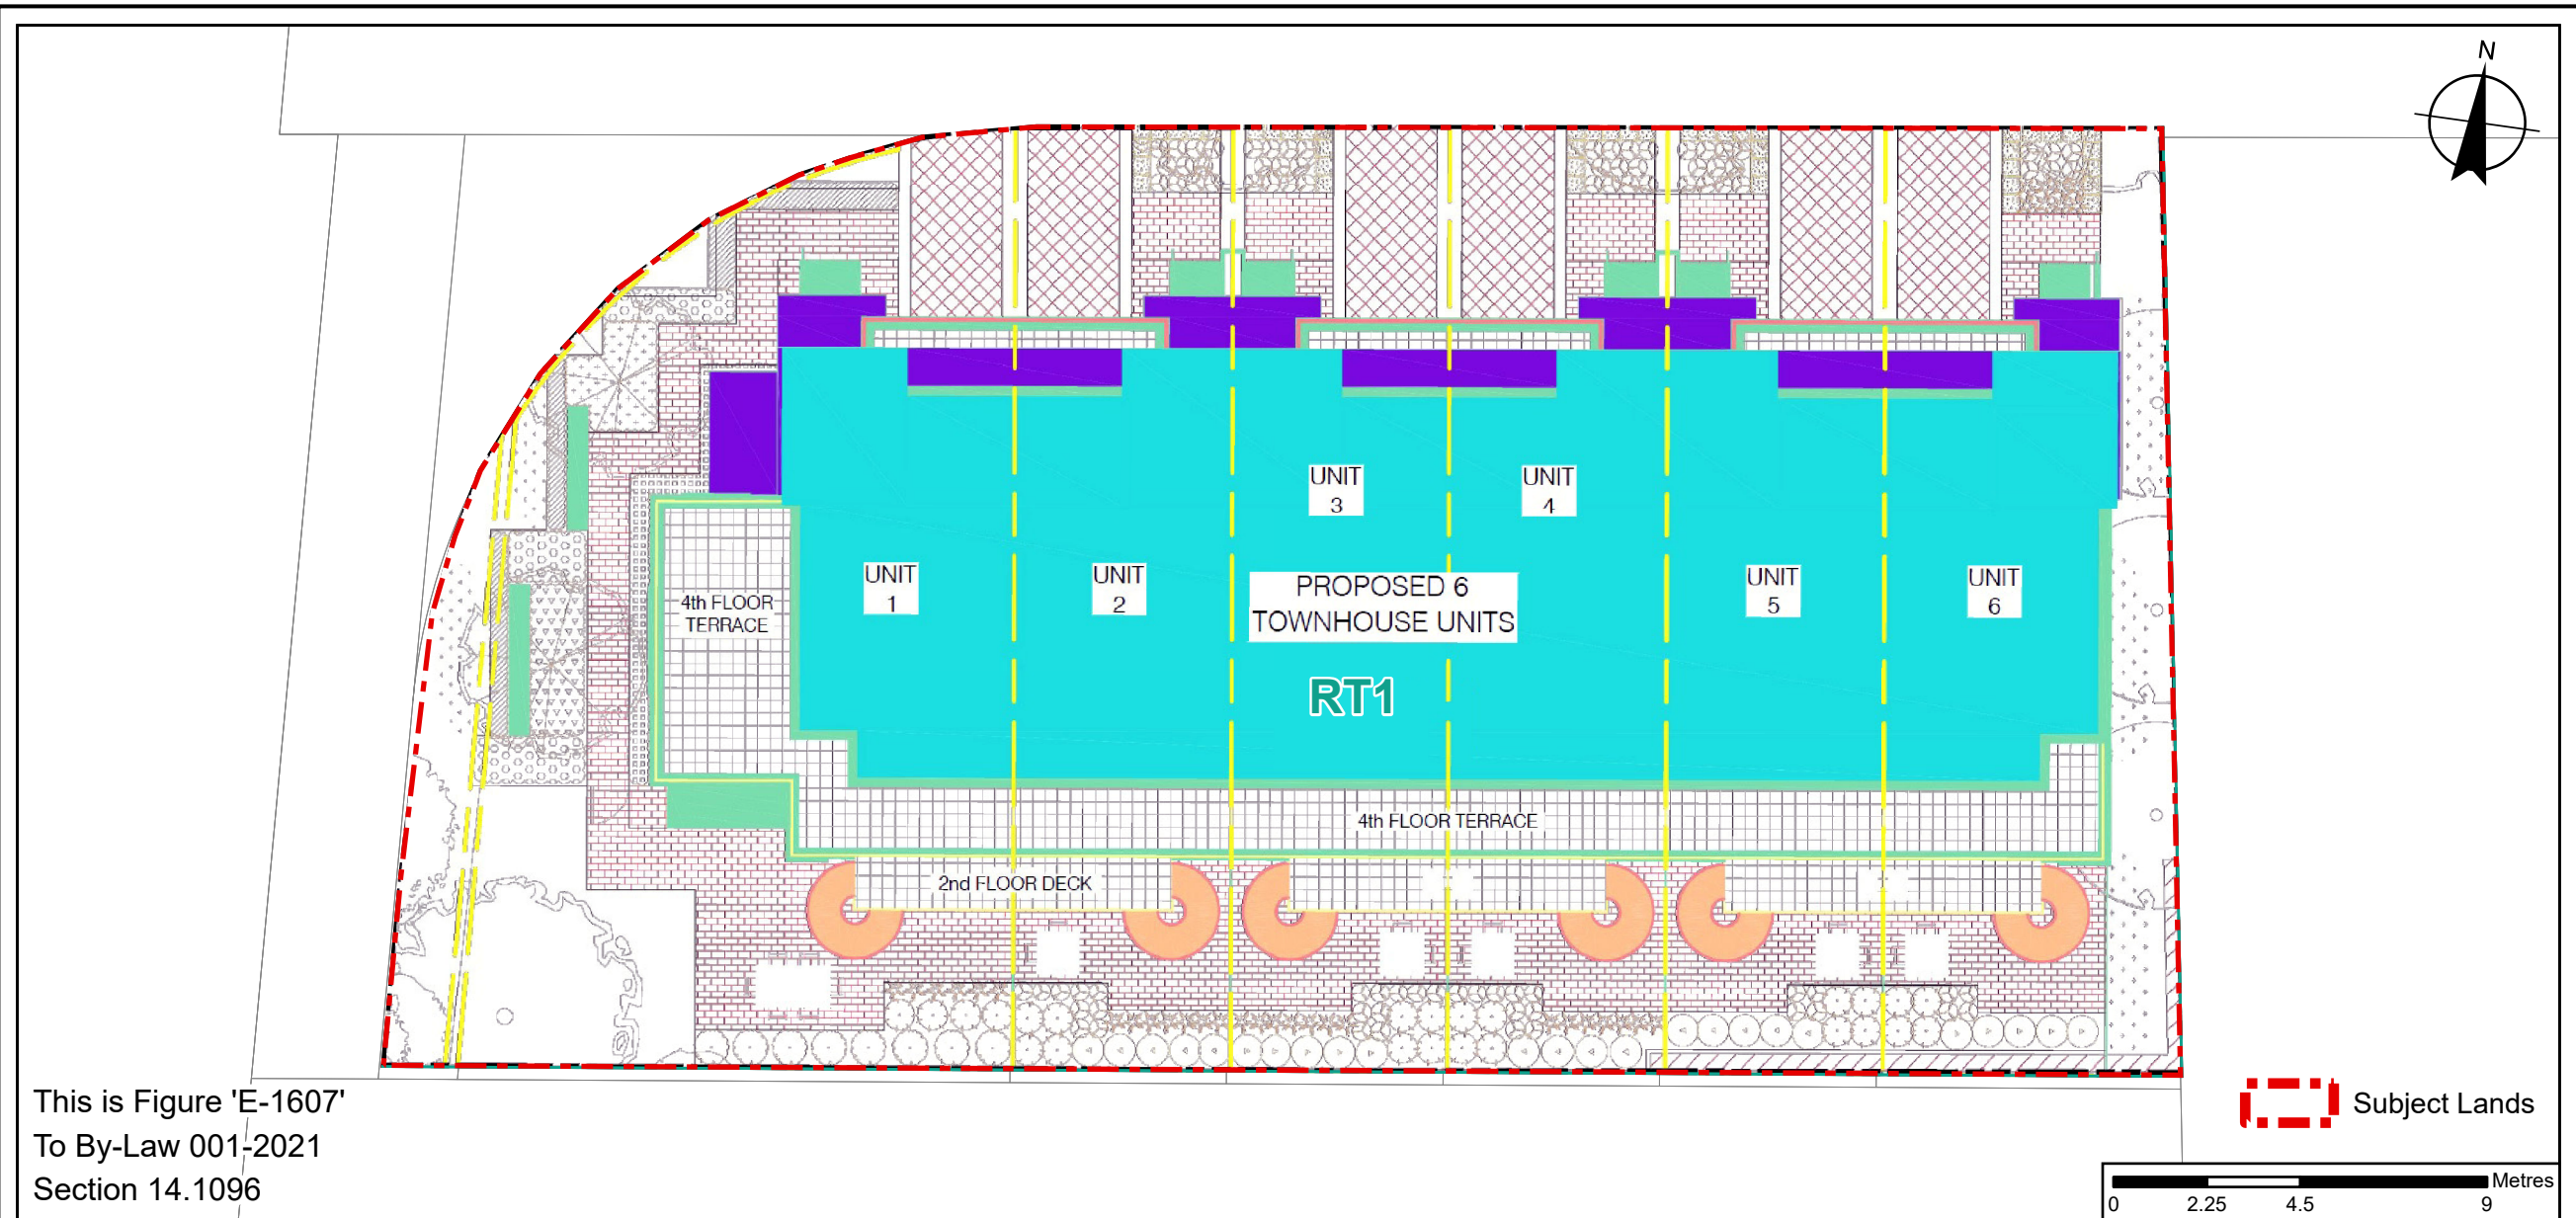 N
UNIT
3
UNIT
4
UNIT
1
UNIT
2
PROPOSED 6
TOWNHOUSE UNITS
UNIT
5
UNIT
6
4th FLOOR
TERRACE
RT1
4th FLOOR TERRACE
2nd FLOOR DECK
This is Figure 'E-1607'
To By-Law 001-2021
Section 14.1096
Subject Lands
Metres
0 2.25 4.5 9